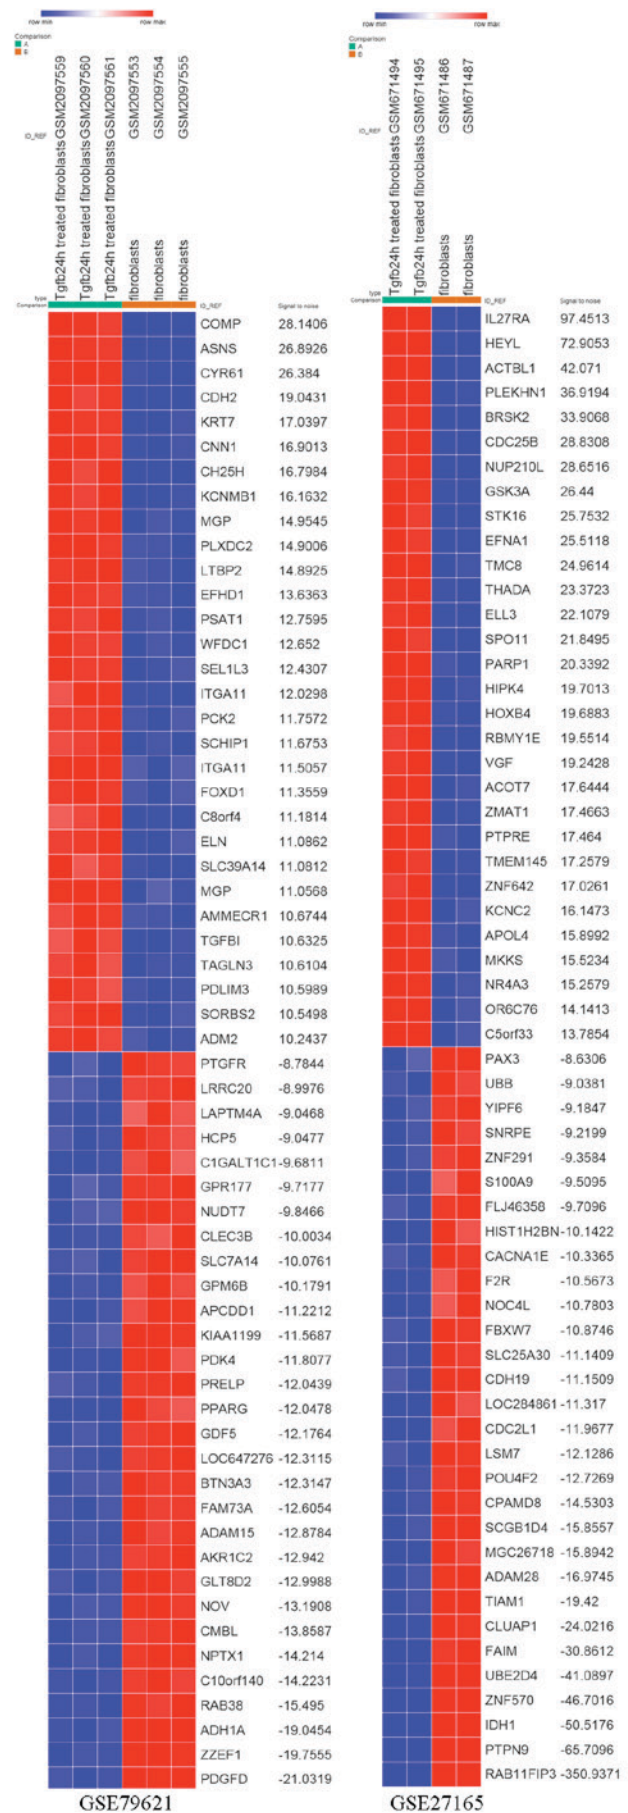 row min row max
Comparison
A
B
Tgfb24h treated fibroblasts GSM2097559
Tgfb24h treated fibroblasts GSM2097560
Tgfb24h treated fibroblasts GSM2097561
fibroblasts GSM2097553
fibroblasts GSM2097554
fibroblasts GSM2097555
ID_REF
type
Comparison
ID_REF Signal to noise
COMP 28.1406
ASNS 26.8926
CYR61 26.384
CDH2 19.0431
KRT7 17.0397
CNN1 16.9013
CH25H 16.7984
KCNMB1 16.1632
MGP 14.9545
PLXDC2 14.9006
LTBP2 14.8925
EFHD1 13.6363
PSAT1 12.7595
WFDC1 12.652
SEL1L3 12.4307
ITGA11 12.0298
PCK2 11.7572
SCHIP1 11.6753
ITGA11 11.5057
FOXD1 11.3559
C8orf4 11.1814
ELN 11.0862
SLC39A14 11.0812
MGP 11.0568
AMMECR1 10.6744
TGFBI 10.6325
TAGLN3 10.6104
PDLIM3 10.5989
SORBS2 10.5498
ADM2 10.2437
PTGFR -8.7844
LRRC20 -8.9976
LAPTM4A -9.0468
HCP5 -9.0477
C1GALT1C1 -9.6811
GPR177 -9.7177
NUDT7 -9.8466
CLEC3B -10.0034
SLC7A14 -10.0761
GPM6B -10.1791
APCDD1 -11.2212
KIAA1199 -11.5687
PDK4 -11.8077
PRELP -12.0439
PPARG -12.0478
GDF5 -12.1764
LOC647276 -12.3115
BTN3A3 -12.3147
FAM73A -12.6054
ADAM15 -12.8784
AKR1C2 -12.942
GLT8D2 -12.9988
NOV -13.1908
CMBL -13.8587
NPTX1 -14.214
C10orf140 -14.2231
RAB38 -15.495
ADH1A -19.0454
ZZEF1 -19.7555
PDGFD -21.0319
GSE79621
row min row max
Comparison
A
B
Tgfb24h treated fibroblasts GSM671494
Tgfb24h treated fibroblasts GSM671495
fibroblasts GSM671486
fibroblasts GSM671487
ID_REF
type
Comparison
ID_REF Signal to noise
IL27RA 97.4513
HEYL 72.9053
ACTBL1 42.071
PLEKHN1 36.9194
BRSK2 33.9068
CDC25B 28.8308
NUP210L 28.6516
GSK3A 26.44
STK16 25.7532
EFNA1 25.5118
TMC8 24.9614
THADA 23.3723
ELL3 22.1079
SPO11 21.8495
PARP1 20.3392
HIPK4 19.7013
HOXB4 19.6883
RBMY1E 19.5514
VGF 19.2428
ACOT7 17.6444
ZMAT1 17.4663
PTPRE 17.464
TMEM145 17.2579
ZNF642 17.0261
KCNC2 16.1473
APOL4 15.8992
MKKS 15.5234
NR4A3 15.2579
OR6C76 14.1413
C5orf33 13.7854
PAX3 -8.6306
UBB -9.0381
YIPF6 -9.1847
SNRPE -9.2199
ZNF291 -9.3584
S100A9 -9.5095
FLJ46358 -9.7096
HIST1H2BN -10.1422
CACNA1E -10.3365
F2R -10.5673
NOC4L -10.7803
FBXW7 -10.8746
SLC25A30 -11.1409
CDH19 -11.1509
LOC284861 -11.317
CDC2L1 -11.9677
LSM7 -12.1286
POU4F2 -12.7269
CPAMD8 -14.5303
SCGB1D4 -15.8557
MGC26718 -15.8942
ADAM28 -16.9745
TIAM1 -19.42
CLUAP1 -24.0216
FAIM -30.8612
UBE2D4 -41.0897
ZNF570 -46.7016
IDH1 -50.5176
PTPN9 -65.7096
RAB11FIP3 -350.9371
GSE27165